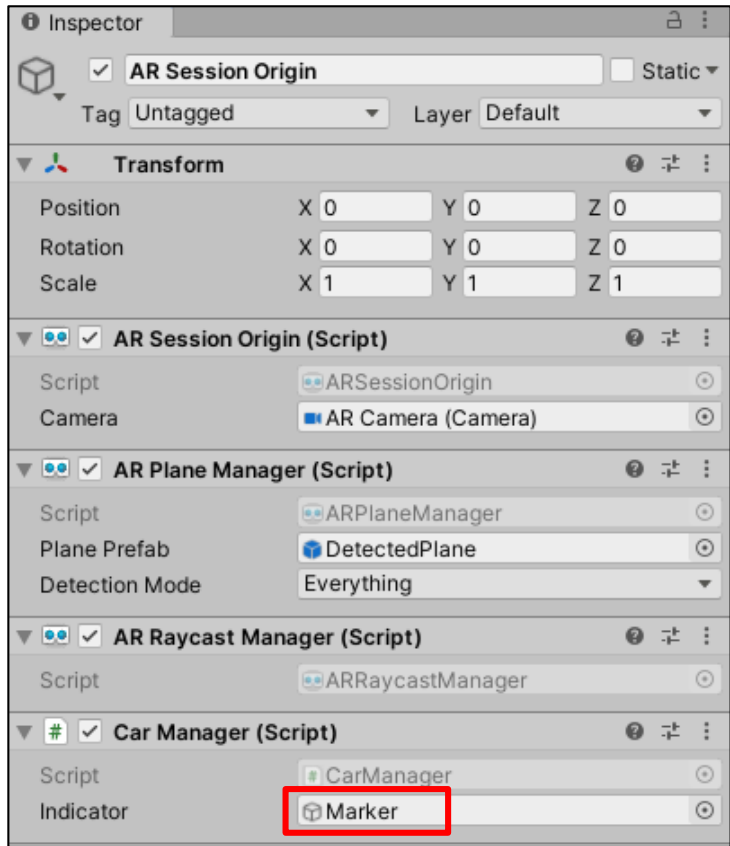 Inspector
AR Session Origin Static
Tag Untagged Layer Default
Transform
Position X 0 Y 0 Z 0
Rotation X 0 Y 0 Z 0
Scale X 1 Y 1 Z 1
AR Session Origin (Script)
Script ARSessionOrigin
Camera AR Camera (Camera)
AR Plane Manager (Script)
Script ARPlaneManager
Plane Prefab DetectedPlane
Detection Mode Everything
AR Raycast Manager (Script)
Script ARRaycastManager
# Car Manager (Script)
Script # CarManager
Indicator Marker